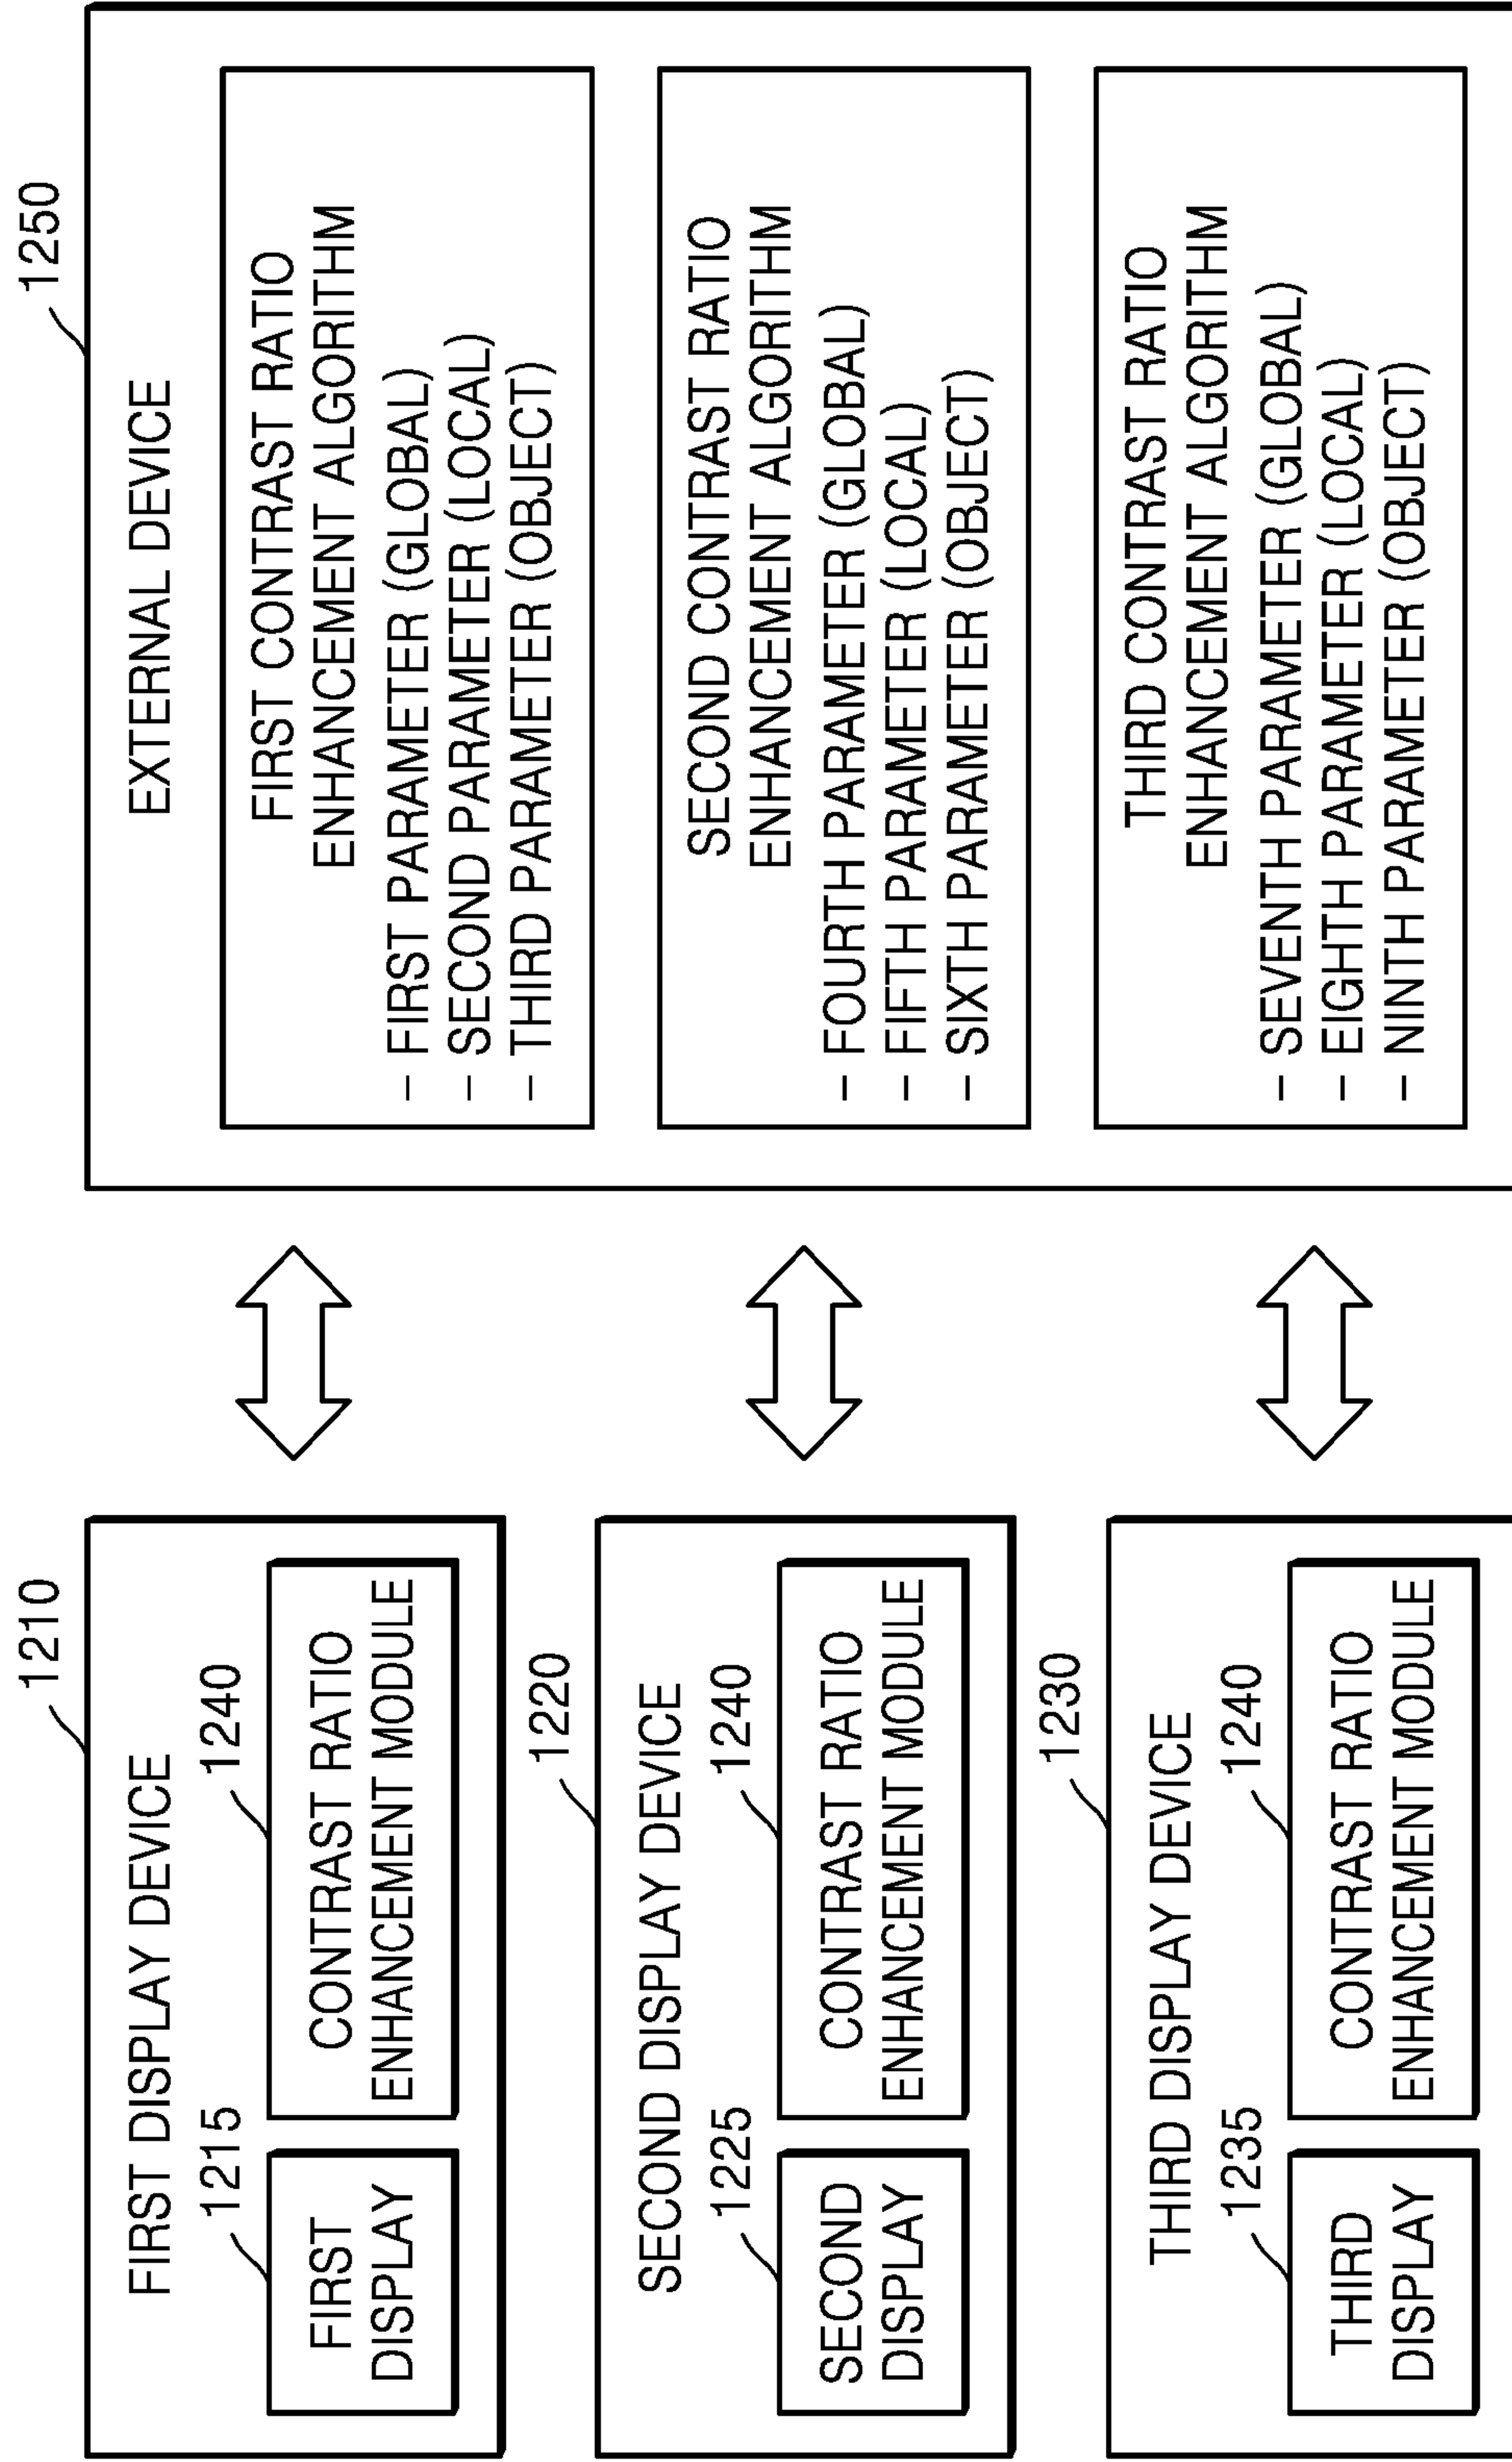 1210
FIRST DISPLAY DEVICE
1215
FIRST
DISPLAY
1240
CONTRAST RATIO
ENHANCEMENT MODULE
1220
SECOND DISPLAY DEVICE
1225
SECOND
DISPLAY
1240
CONTRAST RATIO
ENHANCEMENT MODULE
1230
THIRD DISPLAY DEVICE
1235
THIRD
DISPLAY
1240
CONTRAST RATIO
ENHANCEMENT MODULE
1250
EXTERNAL DEVICE
FIRST CONTRAST RATIO
ENHANCEMENT ALGORITHM
- FIRST PARAMETER (GLOBAL)
- SECOND PARAMETER (LOCAL)
- THIRD PARAMETER (OBJECT)
SECOND CONTRAST RATIO
ENHANCEMENT ALGORITHM
- FOURTH PARAMETER (GLOBAL)
- FIFTH PARAMETER (LOCAL)
- SIXTH PARAMETER (OBJECT)
THIRD CONTRAST RATIO
ENHANCEMENT ALGORITHM
- SEVENTH PARAMETER (GLOBAL)
- EIGHTH PARAMETER (LOCAL)
- NINTH PARAMETER (OBJECT)